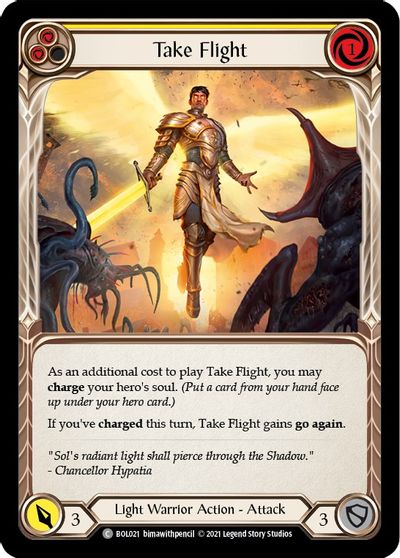 Take Flight
1
As an additional cost to play Take Flight, you may
charge your hero's soul. (Put a card from your hand face
up under your hero card.)
If you've charged this turn, Take Flight gains go again.
"Sol's radiant light shall pierce through the Shadow."
- Chancellor Hypatia
3
Light Warrior Action - Attack
3
C BOL021 bimawithpencil © 2021 Legend Story Studios